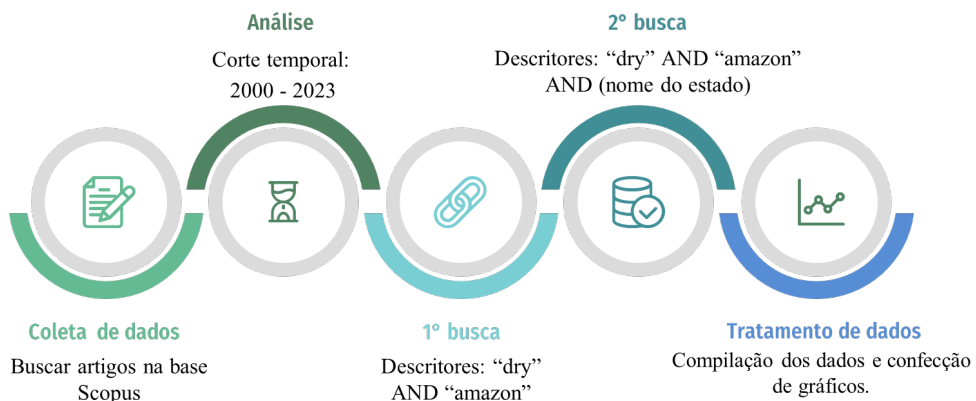 Análise
Corte temporal:
2000 - 2023
2° busca
Descritores: “dry” AND “amazon”
AND (nome do estado)
Coleta de dados
Buscar artigos na base
Scopus
1° busca
Descritores: “dry”
AND “amazon”
Tratamento de dados
Compilação dos dados e confecção
de gráficos.